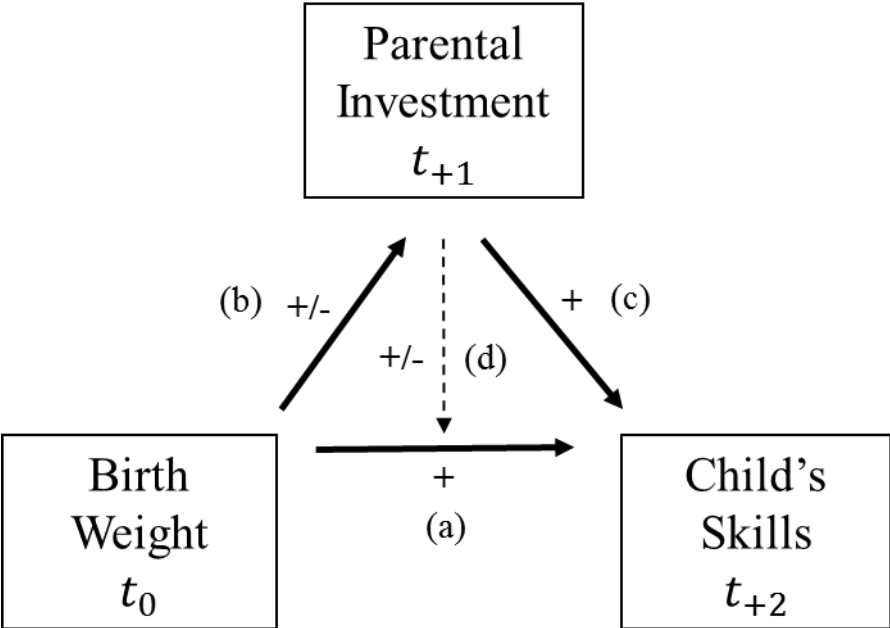 Parental
Investment
t₊₁
(b) +/-
+ (c)
+/- (d)
Birth
Weight
t₀
+
(a)
Child’s
Skills
t₊₂